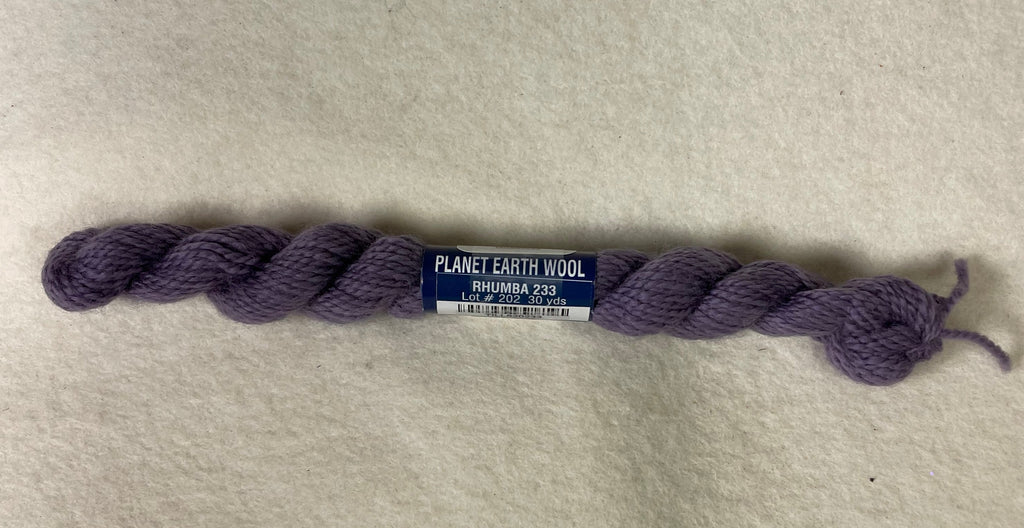 PLANET EARTH WOOL
RHUMBA 233
Lot # 202 30 yds